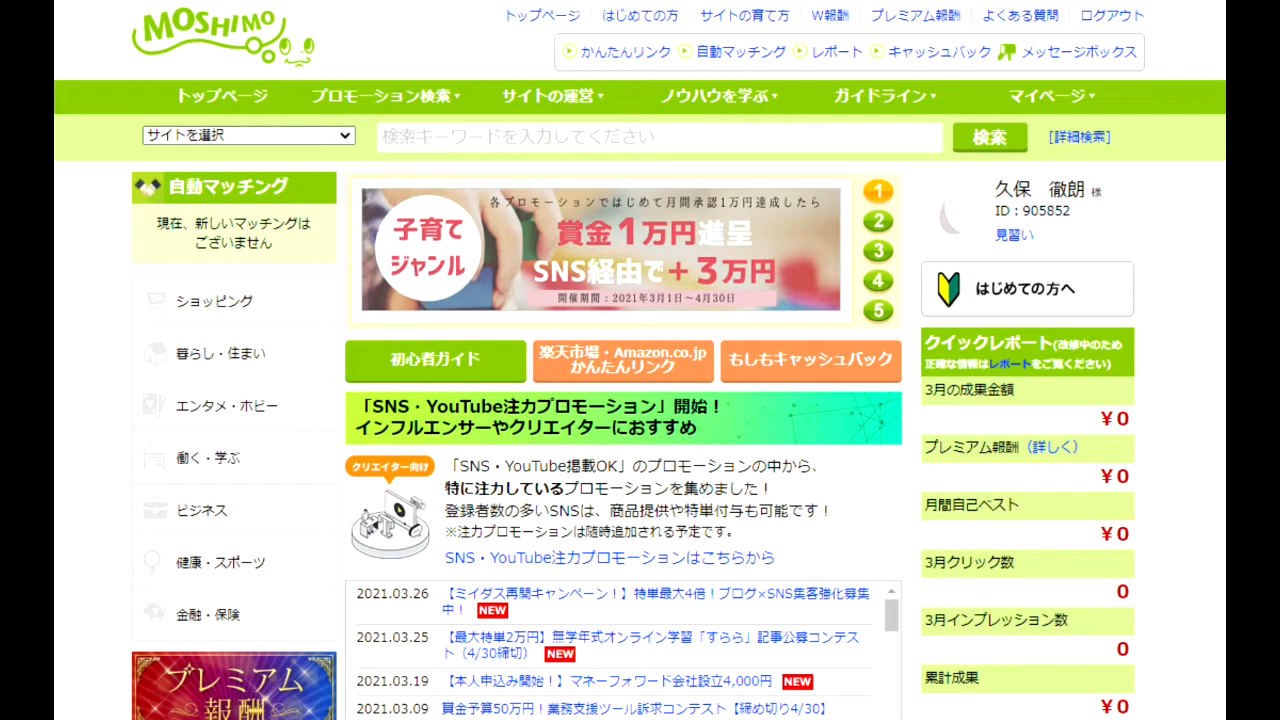 MOSHIMO
トップページ はじめての方 サイトの育て方 W報酬 プレミアム報酬 よくある質問 ログアウト
かんたんリンク 自動マッチング レポート キャッシュバック メッセージボックス
トップページ プロモーション検索 サイトの運営 ノウハウを学ぶ ガイドライン マイページ
サイトを選択 検索キーワードを入力してください 検索 [詳細検索]
自動マッチング
現在、新しいマッチングは
ございません
ショッピング
暮らし・住まい
エンタメ・ホビー
働く・学ぶ
ビジネス
健康・スポーツ
金融・保険
プレミアム
報酬
各プロモーションではじめて月間承認1万円達成したら
子育て
ジャンル
賞金1万円進呈
SNS経由で+3万円
開催期間:2021年3月1日~4月30日
1
2
3
4
5
初心者ガイド
楽天市場・Amazon.co.jp
かんたんリンク
もしもキャッシュバック
「SNS・YouTube注力プロモーション」開始!
インフルエンサーやクリエイターにおすすめ
クリエイター向け
「SNS・YouTube掲載OK」のプロモーションの中から、
特に注力しているプロモーションを集めました!
登録者数の多いSNSは、商品提供や特単付与も可能です!
※注力プロモーションは随時追加される予定です。
SNS・YouTube注力プロモーションはこちらから
2021.03.26 【ミイダス再開キャンペーン!】特単最大4倍!ブログ×SNS集客強化募集
中! NEW
2021.03.25 【最大特単2万円】無学年式オンライン学習「すらら」記事公募コンテス
ト(4/30締切) NEW
2021.03.19 【本人申込み開始!】マネーフォワード会社設立4,000円 NEW
2021.03.09 賞金予算50万円!業務支援ツール訴求コンテスト【締め切り4/30】
久保 徹朗 様
ID:905852
見習い
はじめての方へ
クイックレポート(改修中のため
正確な情報はレポートをご覧ください)
3月の成果金額
¥0
プレミアム報酬(詳しく)
¥0
月間自己ベスト
¥0
3月クリック数
0
3月インプレッション数
0
累計成果
¥0